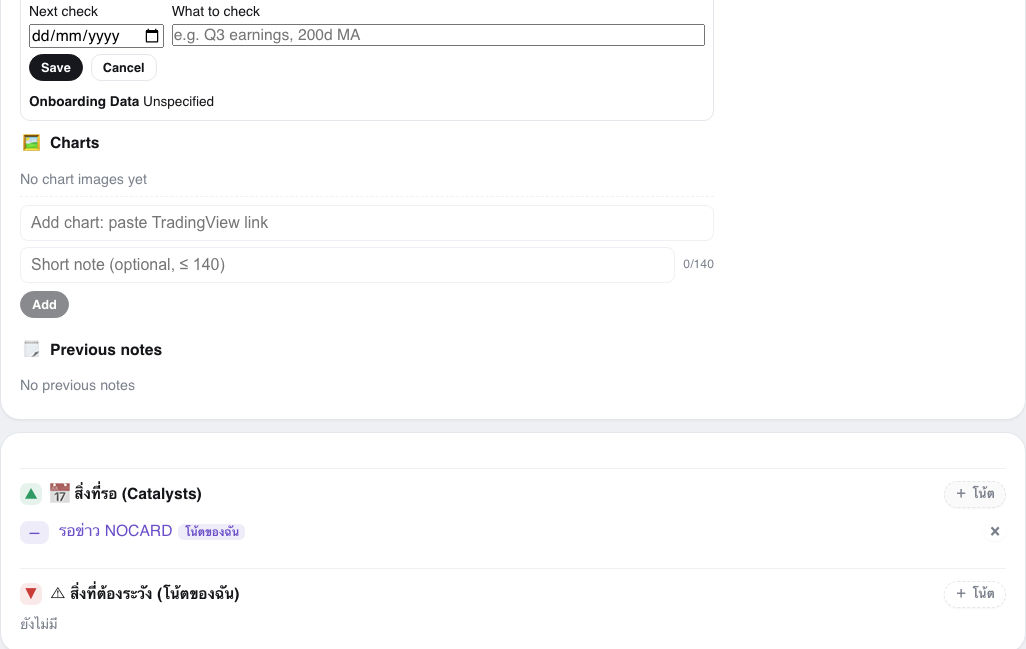 Next check What to check
dd/mm/yyyy e.g. Q3 earnings, 200d MA
Save Cancel
Onboarding Data Unspecified
Charts
No chart images yet
Add chart: paste TradingView link
Short note (optional, ≤ 140) 0/140
Add
Previous notes
No previous notes
17 สิ่งที่รอ (Catalysts) + โน้ต
– รอข่าว NOCARD โน้ตของฉัน ×
⚠ สิ่งที่ต้องระวัง (โน้ตของฉัน) + โน้ต
ยังไม่มี